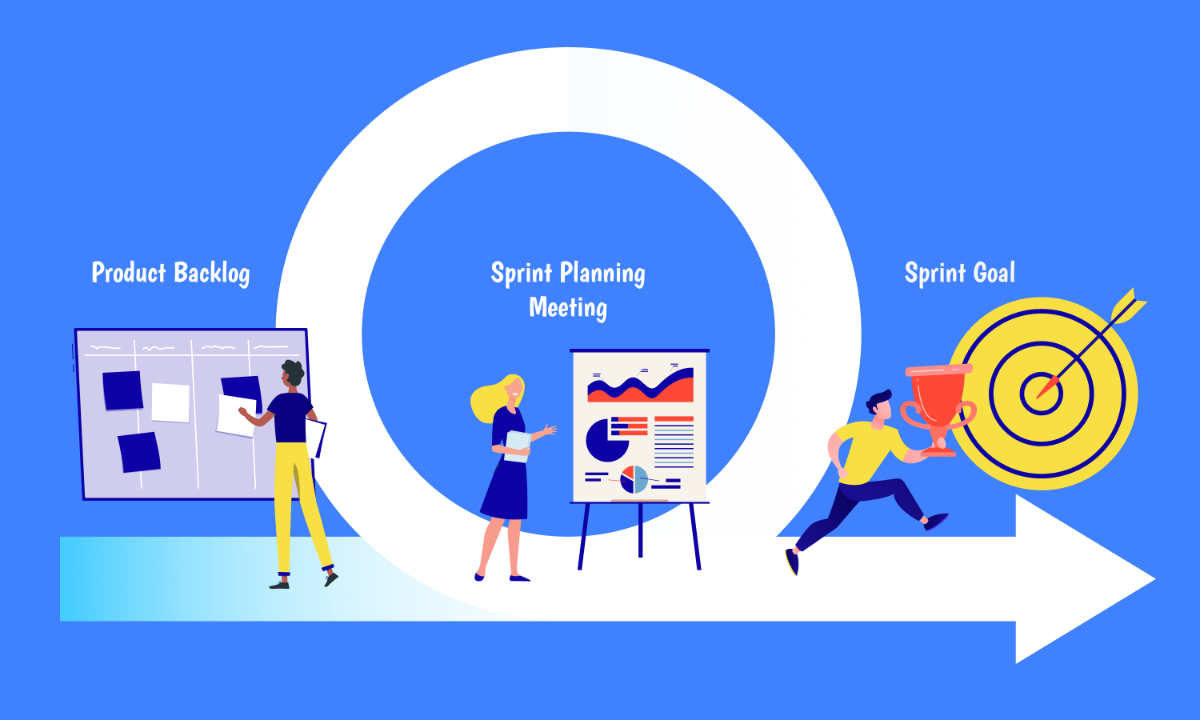 Product Backlog
Sprint Planning
Meeting
Sprint Goal